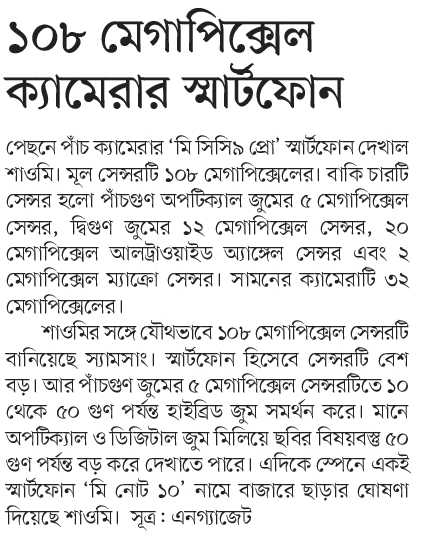 ১০৮ মেগাপিক্সেল
ক্যামেরার স্মার্টফোন
পেছনে পাঁচ ক্যামেরার ‘মি সিসি৯ প্রো’ স্মার্টফোন দেখাল
শাওমি। মূল সেন্সরটি ১০৮ মেগাপিক্সেলের। বাকি চারটি
সেন্সর হলো পাঁচগুণ অপটিক্যাল জুমের ৫ মেগাপিক্সেল
সেন্সর, দ্বিগুণ জুমের ১২ মেগাপিক্সেল সেন্সর, ২০
মেগাপিক্সেল আলট্রাওয়াইড অ্যাঙ্গেল সেন্সর এবং ২
মেগাপিক্সেল ম্যাক্রো সেন্সর। সামনের ক্যামেরাটি ৩২
মেগাপিক্সেলের।
শাওমির সঙ্গে যৌথভাবে ১০৮ মেগাপিক্সেল সেন্সরটি
বানিয়েছে স্যামসাং। স্মার্টফোন হিসেবে সেন্সরটি বেশ
বড়। আর পাঁচগুণ জুমের ৫ মেগাপিক্সেল সেন্সরটিতে ১০
থেকে ৫০ গুণ পর্যন্ত হাইব্রিড জুম সমর্থন করে। মানে
অপটিক্যাল ও ডিজিটাল জুম মিলিয়ে ছবির বিষয়বস্তু ৫০
গুণ পর্যন্ত বড় করে দেখাতে পারে। এদিকে স্পেনে একই
স্মার্টফোন ‘মি নোট ১০’ নামে বাজারে ছাড়ার ঘোষণা
দিয়েছে শাওমি। সূত্র : এনগ্যাজেট